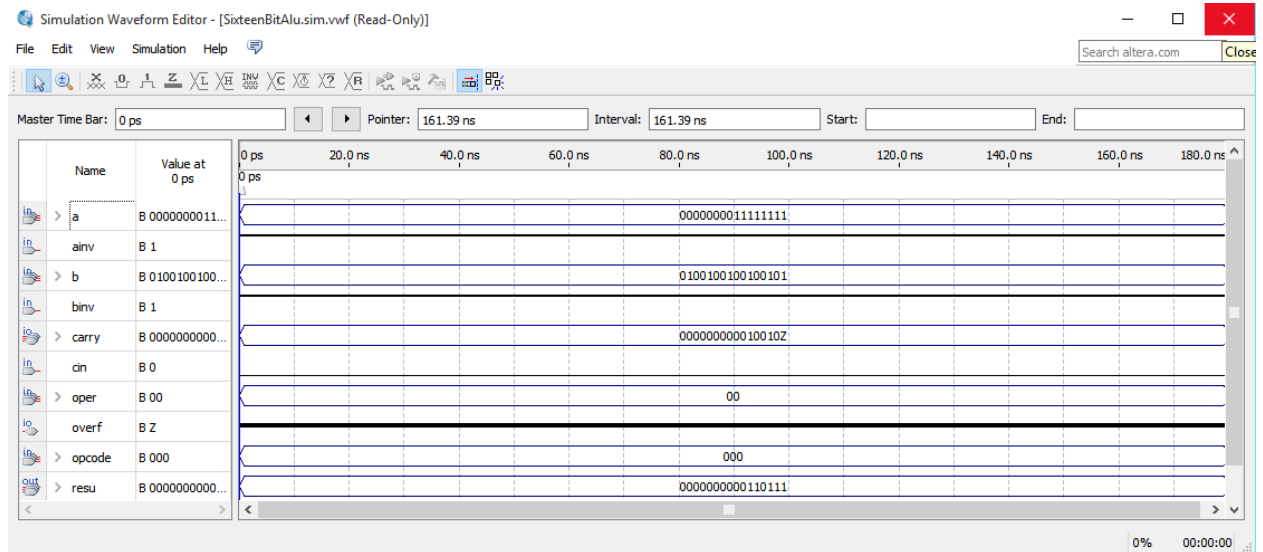 Simulation Waveform Editor - [SixteenBitAlu.sim.vwf (Read-Only)]
File Edit View Simulation Help
Search altera.com
Close
Master Time Bar: 0 ps Pointer: 161.39 ns Interval: 161.39 ns Start: End:
Name Value at 0 ps 0 ps 20.0 ns 40.0 ns 60.0 ns 80.0 ns 100.0 ns 120.0 ns 140.0 ns 160.0 ns 180.0 ns
0 ps
a B 0000000011... 0000000011111111
ainv B 1
b B 0100100100... 0100100100100101
binv B 1
carry B 0000000000... 000000000010010Z
cin B 0
oper B 00 00
overf B Z
opcode B 000 000
resu B 0000000000... 0000000000110111
0% 00:00:00